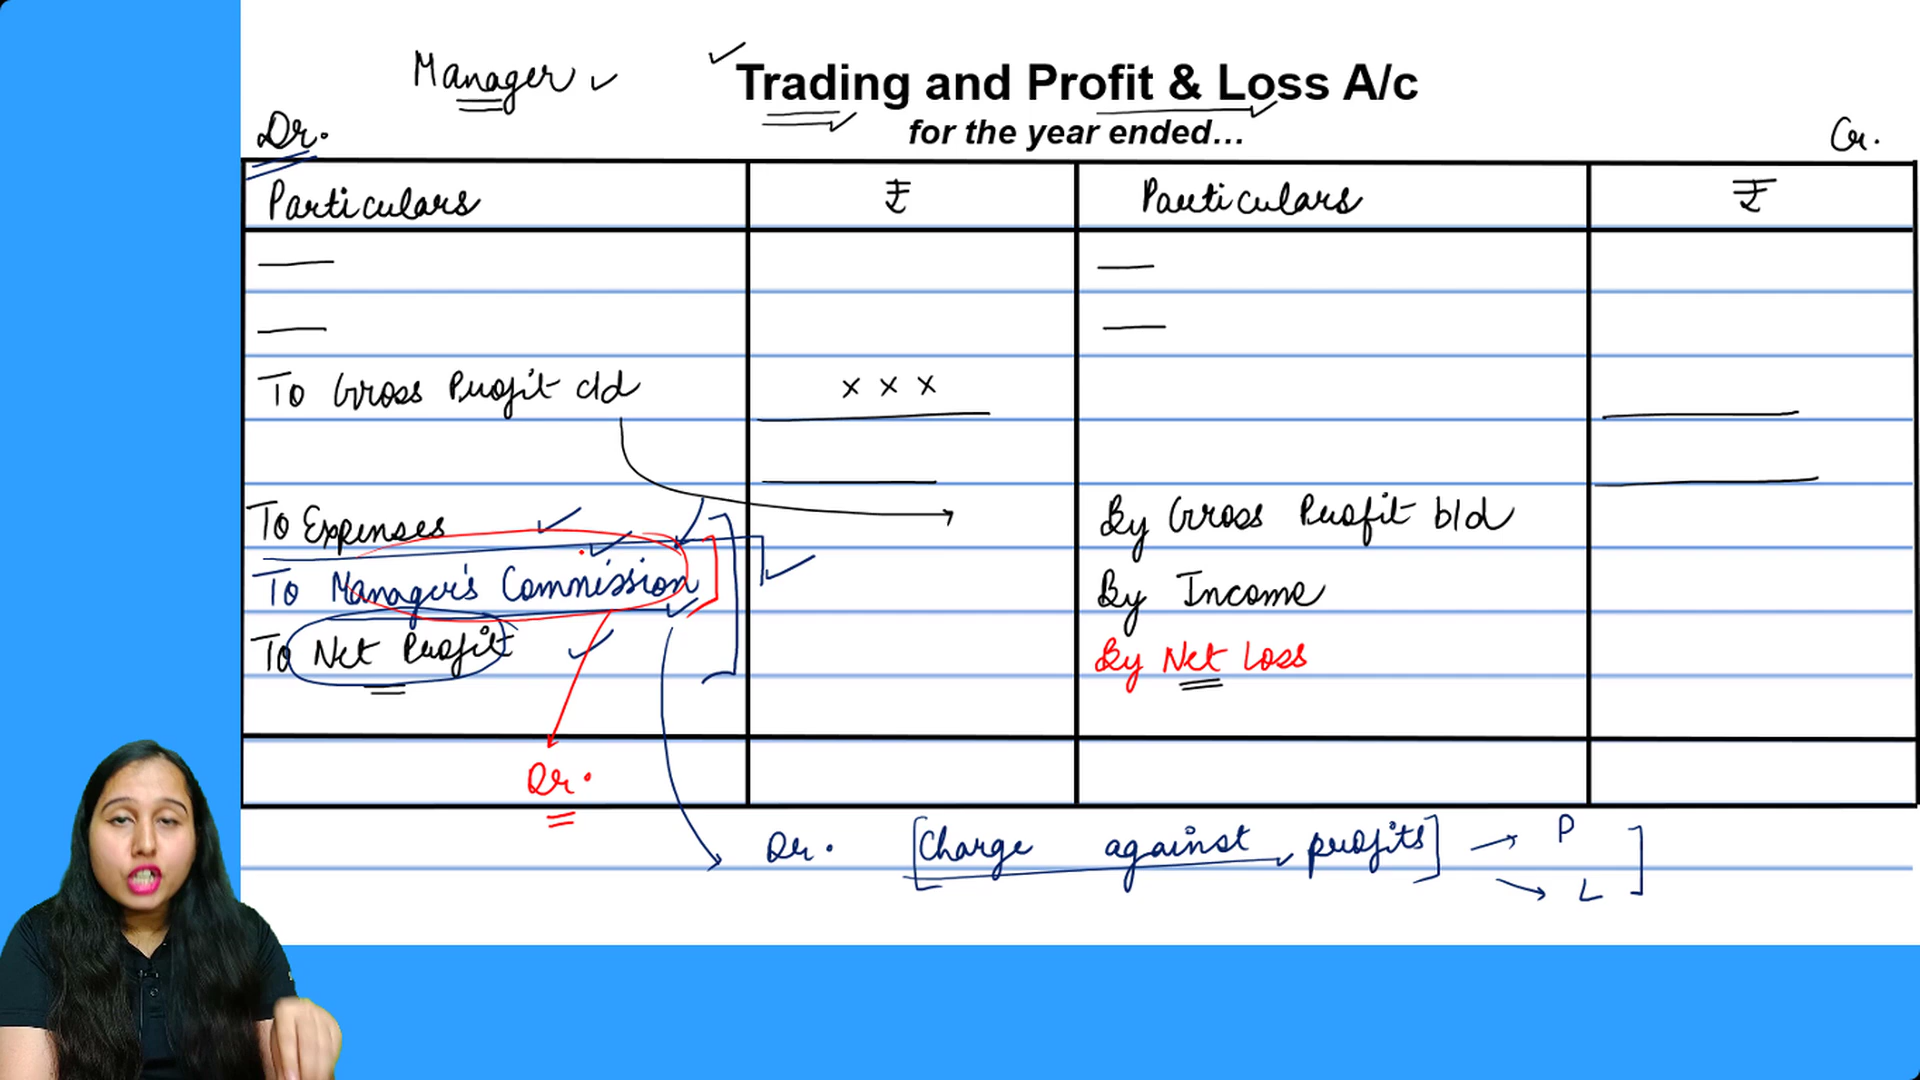 Manager
Trading and Profit & Loss A/c
for the year ended...
Dr.
Cr.
Particulars ₹ Particulars ₹
To Gross Profit c/d x x x
To Expenses By Gross Profit b/d
To Manager's Commission By Income
To Net Profit By Net Loss
Dr.
Dr. [Charge against profits] → P
→ L ]